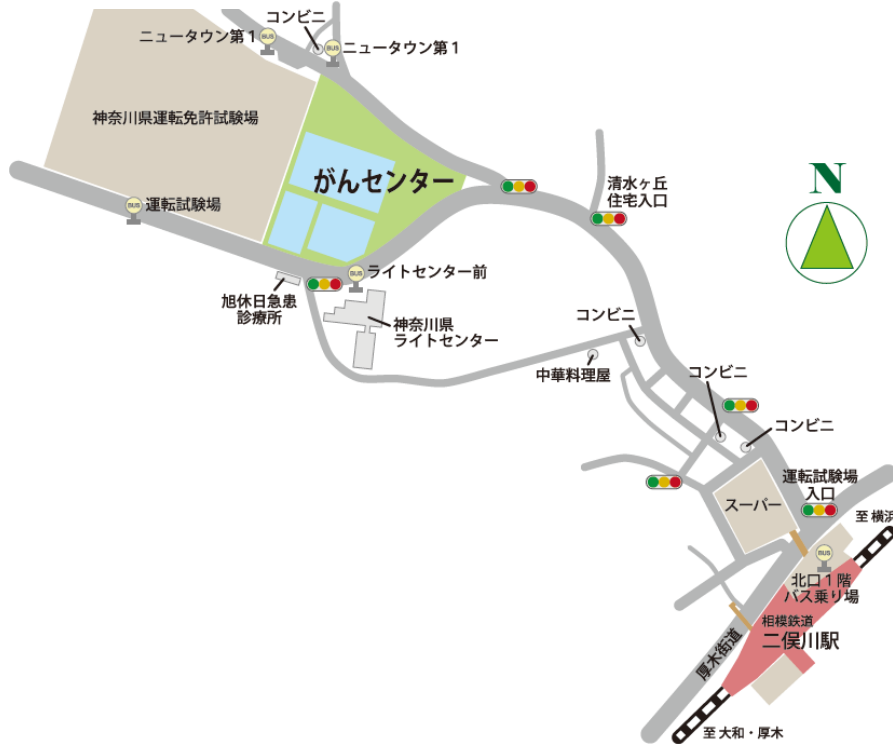 コンビニ
ニュータウン第1
ニュータウン第1
BUS
BUS
神奈川県運転免許試験場
がんセンター
清水ヶ丘
住宅入口
N
BUS
運転試験場
BUS
ライトセンター前
旭休日急患
診療所
神奈川県
ライトセンター
コンビニ
中華料理屋
コンビニ
コンビニ
スーパー
運転試験場
入口
至 横浜
BUS
北口1階
バス乗り場
相模鉄道
二俣川駅
厚木街道
至 大和・厚木